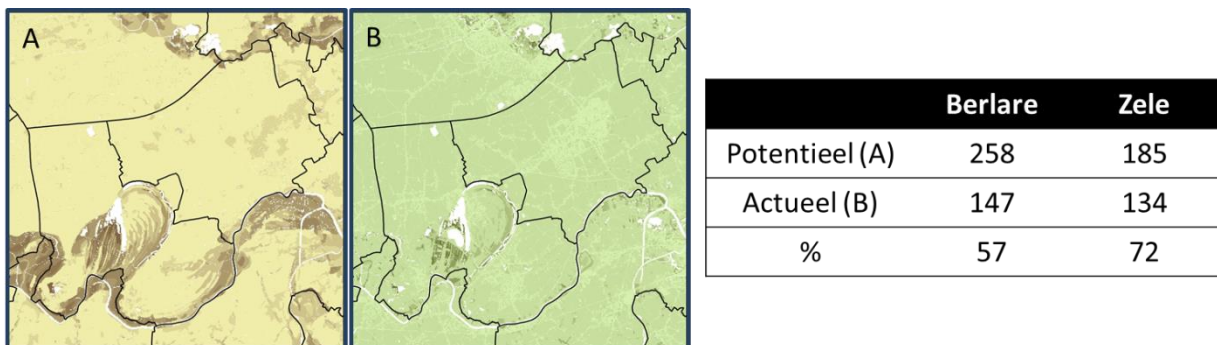 A
B
Berlare Zele
Potentieel (A) 258 185
Actueel (B) 147 134
% 57 72